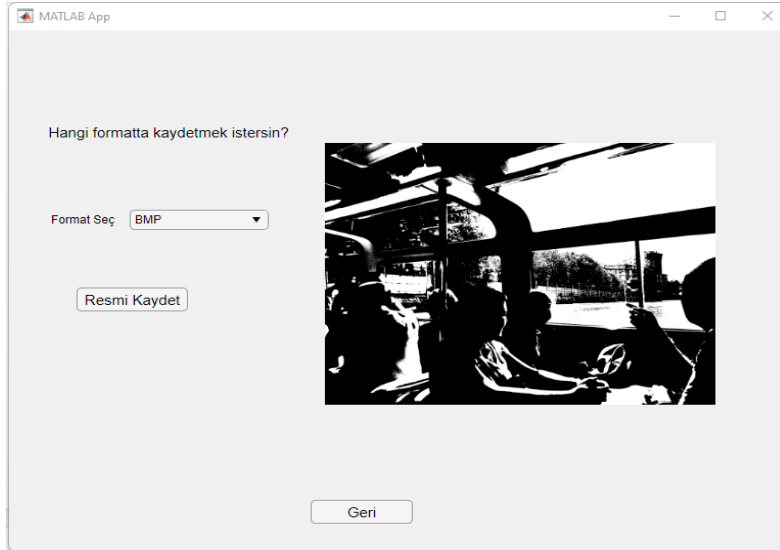 MATLAB App
Hangi formatta kaydetmek istersin?
Format Seç BMP
Resmi Kaydet
Geri